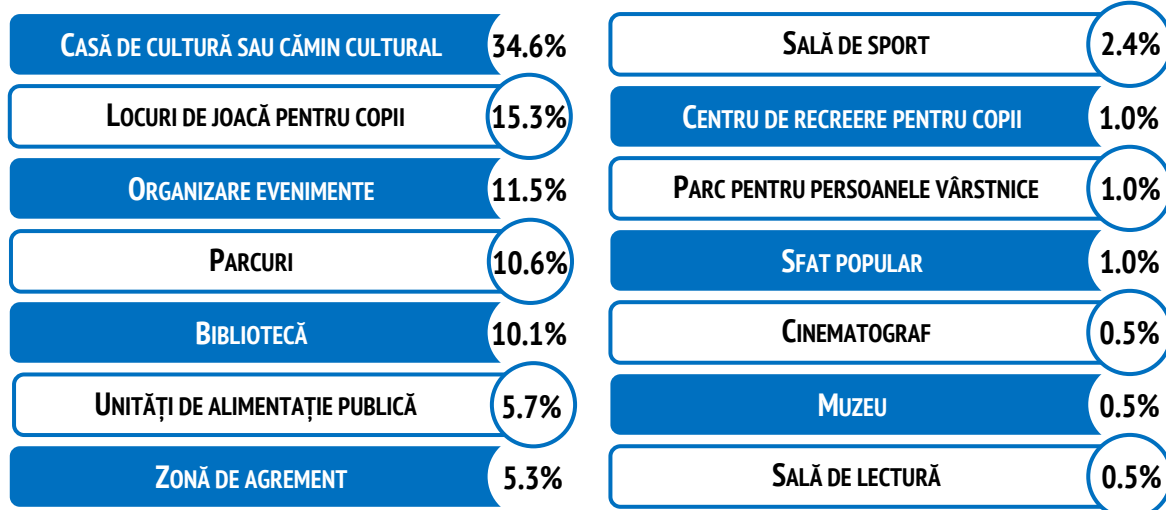 CASĂ DE CULTURĂ SAU CĂMIN CULTURAL 34.6%
LOCURI DE JOACĂ PENTRU COPII 15.3%
ORGANIZARE EVENIMENTE 11.5%
PARCURI 10.6%
BIBLIOTECĂ 10.1%
UNITĂȚI DE ALIMENTAȚIE PUBLICĂ 5.7%
ZONĂ DE AGREMENT 5.3%
SALĂ DE SPORT 2.4%
CENTRU DE RECREERE PENTRU COPII 1.0%
PARC PENTRU PERSOANELE VÂRSTNICE 1.0%
SFAT POPULAR 1.0%
CINEMATOGRAF 0.5%
MUZEU 0.5%
SALĂ DE LECTURĂ 0.5%